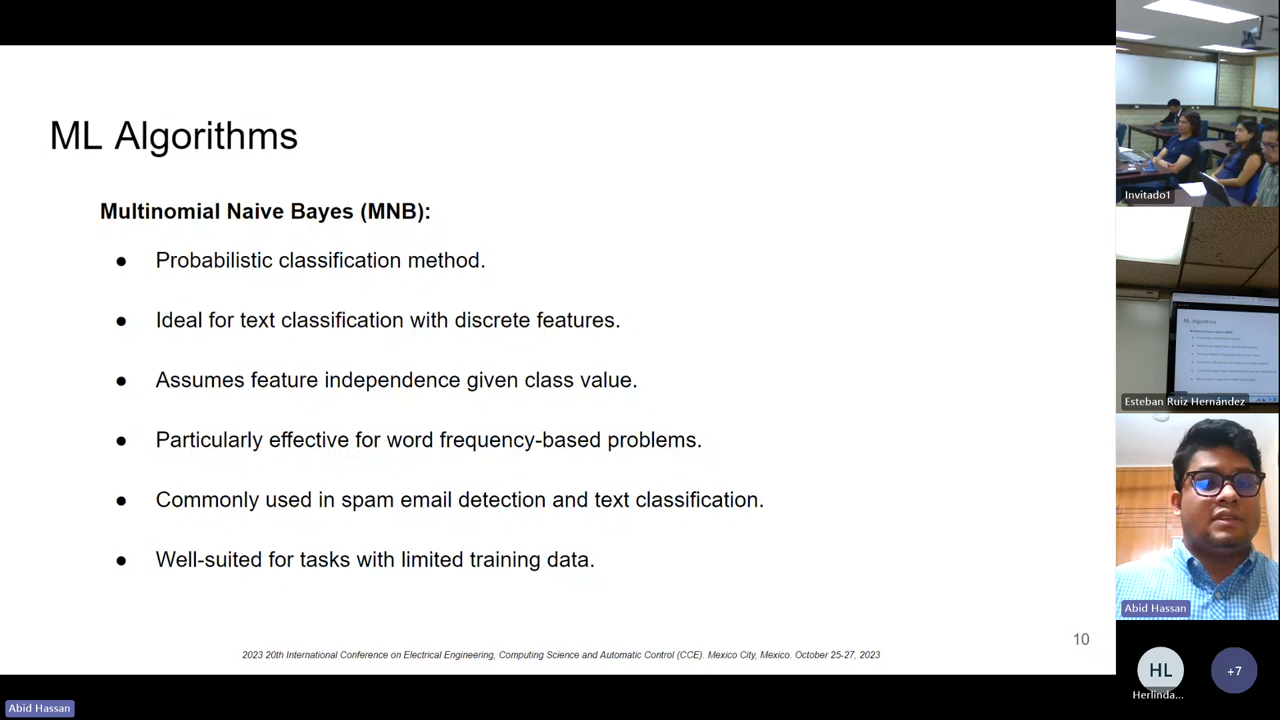 ML Algorithms
Multinomial Naive Bayes (MNB):
● Probabilistic classification method.
● Ideal for text classification with discrete features.
● Assumes feature independence given class value.
● Particularly effective for word frequency-based problems.
● Commonly used in spam email detection and text classification.
● Well-suited for tasks with limited training data.
10
2023 20th International Conference on Electrical Engineering, Computing Science and Automatic Control (CCE). Mexico City, Mexico. October 25-27, 2023
Abid Hassan
Invitado1
ML Algorithms
Esteban Ruiz Hernández
Abid Hassan
HL
Herlinda...
+7